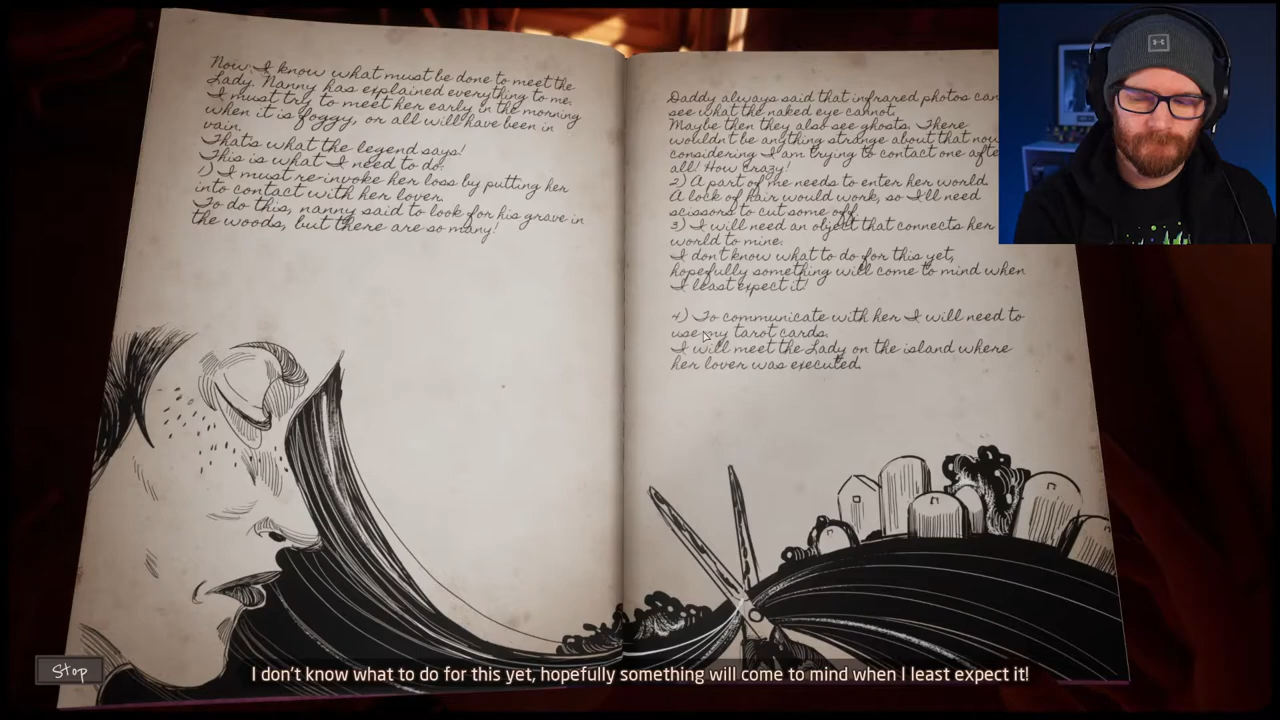 Now I know what must be done to meet the
Lady. Nanny has explained everything to me.
I must try to meet her early in the morning
when it is foggy, or all will have been in
vain.
That's what the legend says!
This is what I need to do:
1) I must re-invoke her loss by putting her
into contact with her lover.
To do this, nanny said to look for his grave in
the woods, but there are so many!
Daddy always said that infrared photos can
see what the naked eye cannot.
Maybe then they also see ghosts. There
wouldn't be anything strange about that now
considering I am trying to contact one afte
all! How crazy!
2) A part of me needs to enter her world.
A lock of hair would work, so I'll need
scissors to cut some off.
3) I will need an object that connects her
world to mine.
I don't know what to do for this yet,
hopefully something will come to mind when
I least expect it!
4) To communicate with her I will need to
use my tarot cards.
I will meet the Lady on the island where
her lover was executed.
Stop
I don't know what to do for this yet, hopefully something will come to mind when I least expect it!